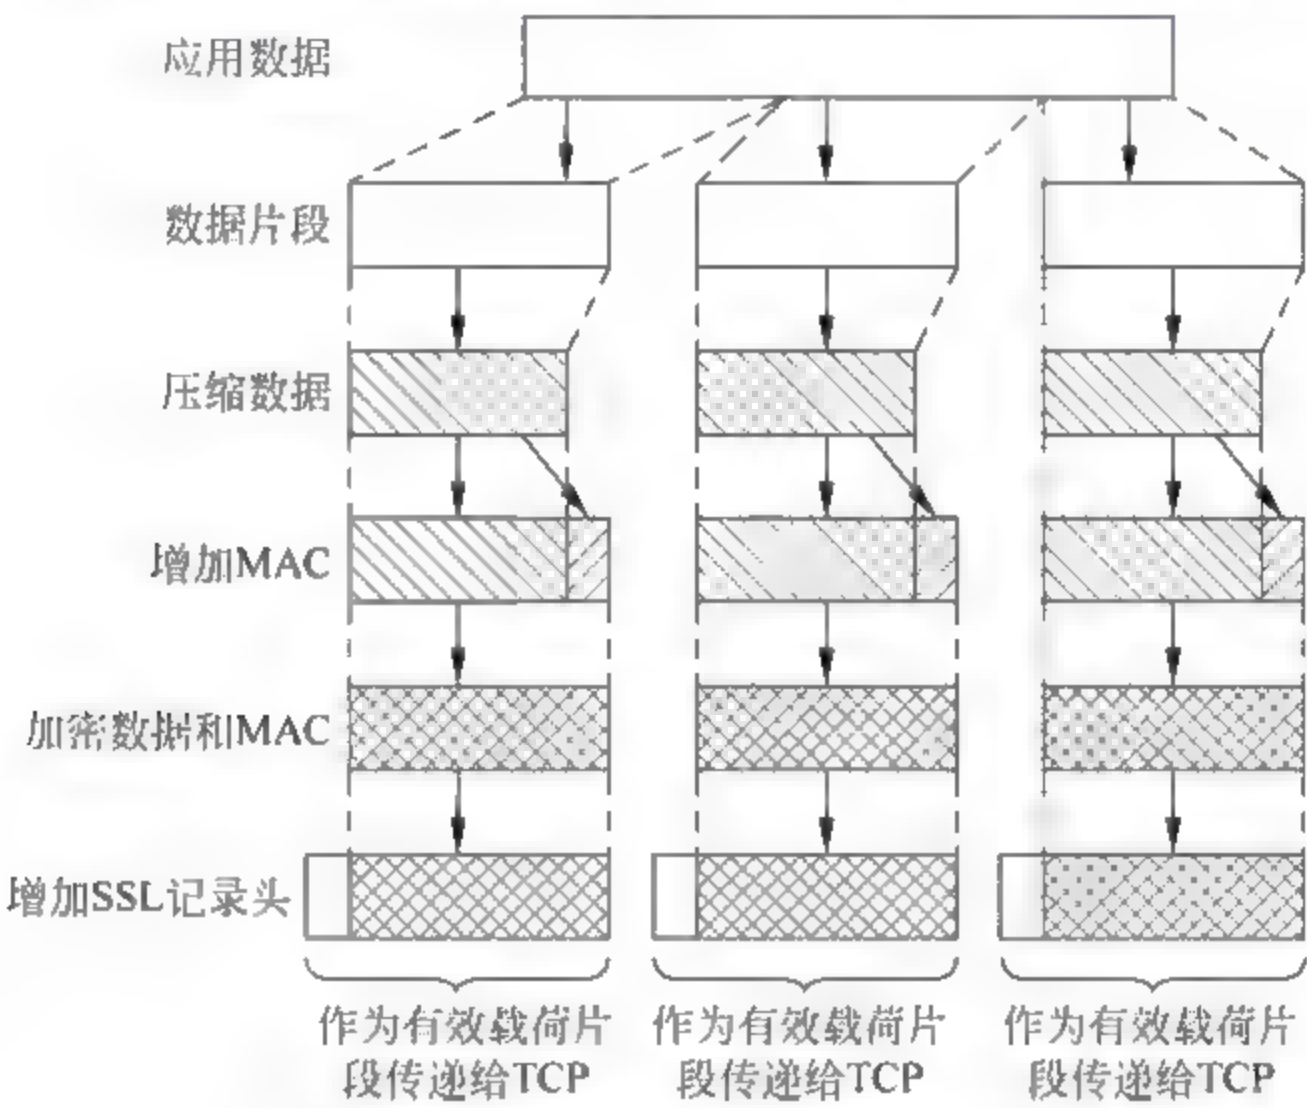 应用数据
数据片段
压缩数据
增加MAC
加密数据和MAC
增加SSL记录头
作为有效载荷片
段传递给TCP
作为有效载荷片
段传递给TCP
作为有效载荷片
段传递给TCP